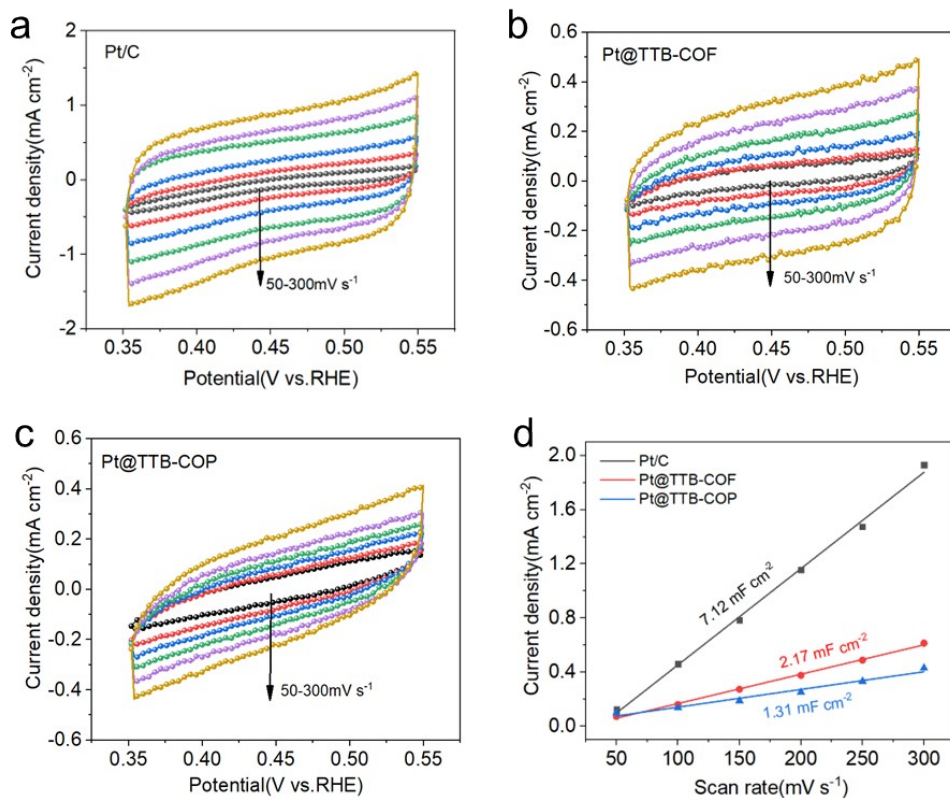 a
Pt/C
2
1
0
-1
-2
Current density(mA cm⁻²)
50-300mV s⁻¹
0.35 0.40 0.45 0.50 0.55
Potential(V vs.RHE)
b
Pt@TTB-COF
0.6
0.4
0.2
0.0
-0.2
-0.4
-0.6
Current density(mA cm⁻²)
50-300mV s⁻¹
0.35 0.40 0.45 0.50 0.55
Potential(V vs.RHE)
c
Pt@TTB-COP
0.6
0.4
0.2
0.0
-0.2
-0.4
-0.6
Current density(mA cm⁻²)
50-300mV s⁻¹
0.35 0.40 0.45 0.50 0.55
Potential(V vs.RHE)
d
Pt/C
Pt@TTB-COF
Pt@TTB-COP
2.0
1.6
1.2
0.8
0.4
0.0
Current density(mA cm⁻²)
7.12 mF cm⁻²
2.17 mF cm⁻²
1.31 mF cm⁻²
50 100 150 200 250 300
Scan rate(mV s⁻¹)